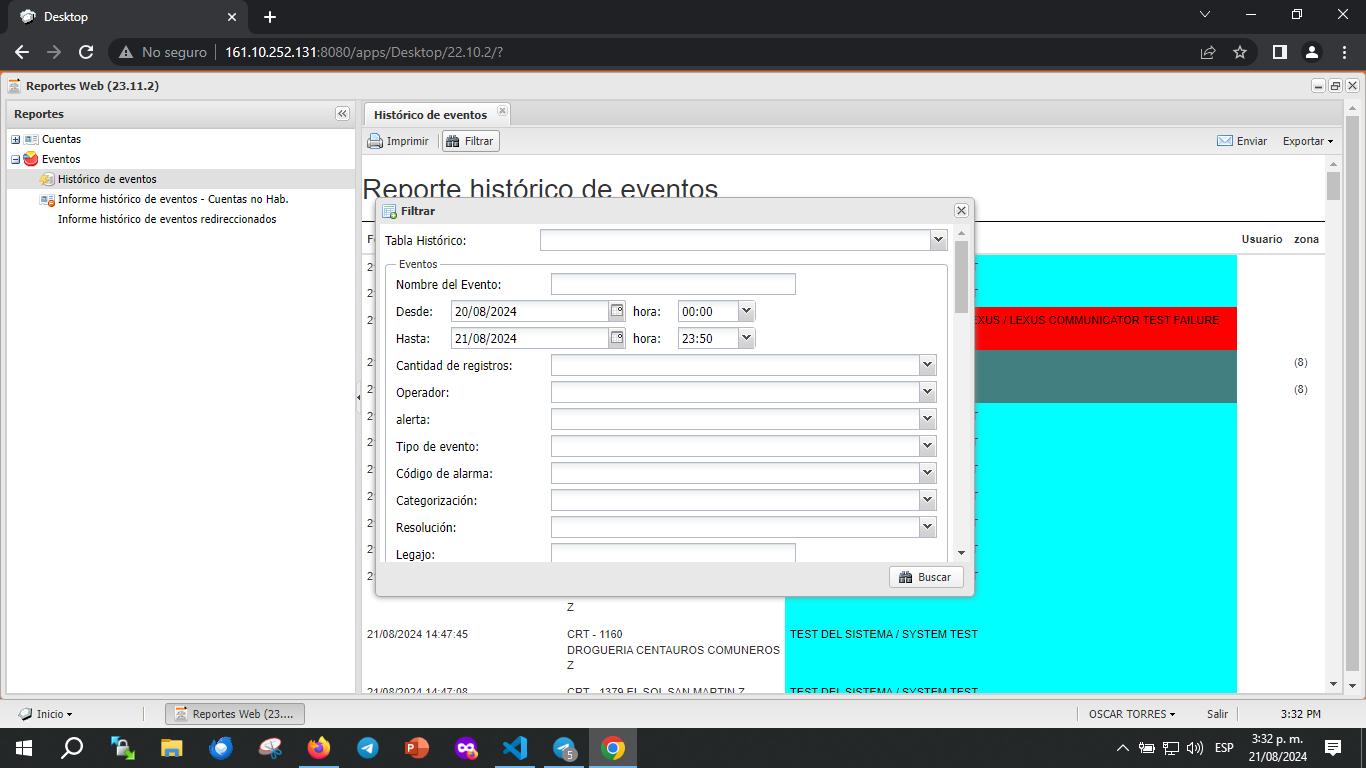 Desktop
No seguro
161.10.252.131:8080/apps/Desktop/22.10.2/?
Reportes Web (23.11.2)
Reportes
Cuentas
Eventos
Histórico de eventos
Informe histórico de eventos - Cuentas no Hab.
Informe histórico de eventos redireccionados
Histórico de eventos
Imprimir
Filtrar
Enviar
Exportar
Reporte histórico de eventos
Usuario zona
EXUS / LEXUS COMMUNICATOR TEST FAILURE
(8)
(8)
Filtrar
Tabla Histórico:
Eventos
Nombre del Evento:
Desde: 20/08/2024 hora: 00:00
Hasta: 21/08/2024 hora: 23:50
Cantidad de registros:
Operador:
alerta:
Tipo de evento:
Código de alarma:
Categorización:
Resolución:
Legajo:
Buscar
Z
21/08/2024 14:47:45 CRT - 1160 TEST DEL SISTEMA / SYSTEM TEST
DROGUERIA CENTAUROS COMUNEROS
Z
21/08/2024 14:47:08 CRT - 1379 EL SOL SAN MARTIN Z TEST DEL SISTEMA / SYSTEM TEST
Inicio
Reportes Web (23....
OSCAR TORRES
Salir
3:32 PM
5
ESP
3:32 p. m.
21/08/2024